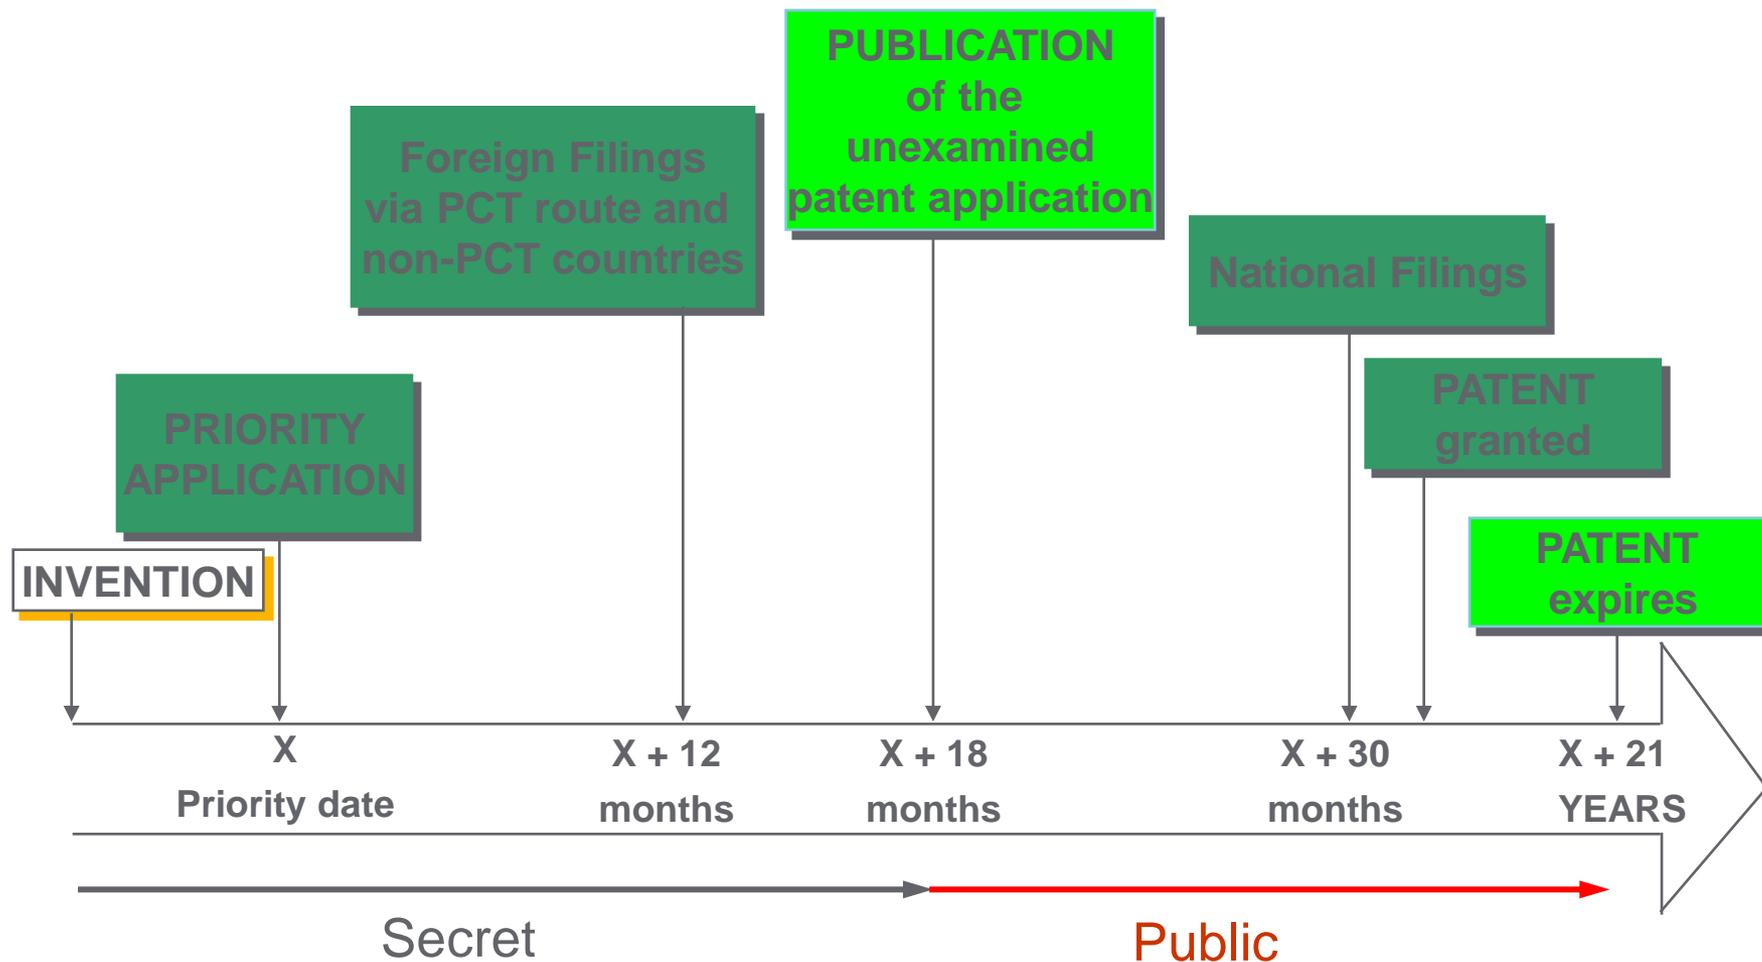 PUBLICATION
of the
unexamined
patent application
Foreign Filings
via PCT route and
non-PCT countries
National Filings
PATENT
granted
PRIORITY
APPLICATION
PATENT
expires
INVENTION
X
Priority date
X + 12
months
X + 18
months
X + 30
months
X + 21
YEARS
Secret
Public